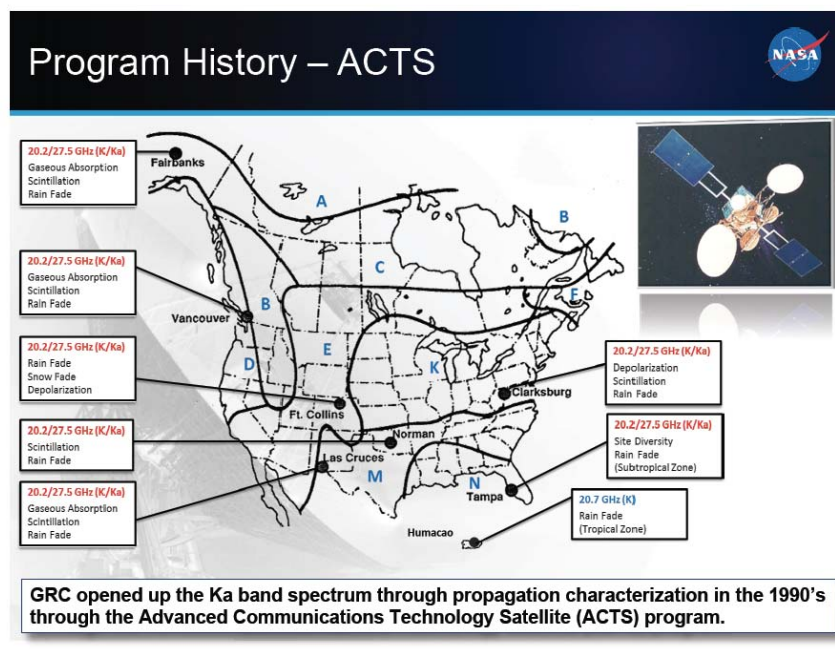 Program History – ACTS
NASA
20.2/27.5 GHz (K/Ka)
Gaseous Absorption
Scintillation
Rain Fade
20.2/27.5 GHz (K/Ka)
Gaseous Absorption
Scintillation
Rain Fade
20.2/27.5 GHz (K/Ka)
Rain Fade
Snow Fade
Depolarization
20.2/27.5 GHz (K/Ka)
Scintillation
Rain Fade
20.2/27.5 GHz (K/Ka)
Gaseous Absorption
Scintillation
Rain Fade
Fairbanks
A
B
C
F
B
Vancouver
E
D
K
Ft. Collins
Clarksburg
Norman
Las Cruces
M
N
Tampa
Humacao
20.2/27.5 GHz (K/Ka)
Depolarization
Scintillation
Rain Fade
20.2/27.5 GHz (K/Ka)
Site Diversity
Rain Fade
(Subtropical Zone)
20.7 GHz (K)
Rain Fade
(Tropical Zone)
GRC opened up the Ka band spectrum through propagation characterization in the 1990’s
through the Advanced Communications Technology Satellite (ACTS) program.